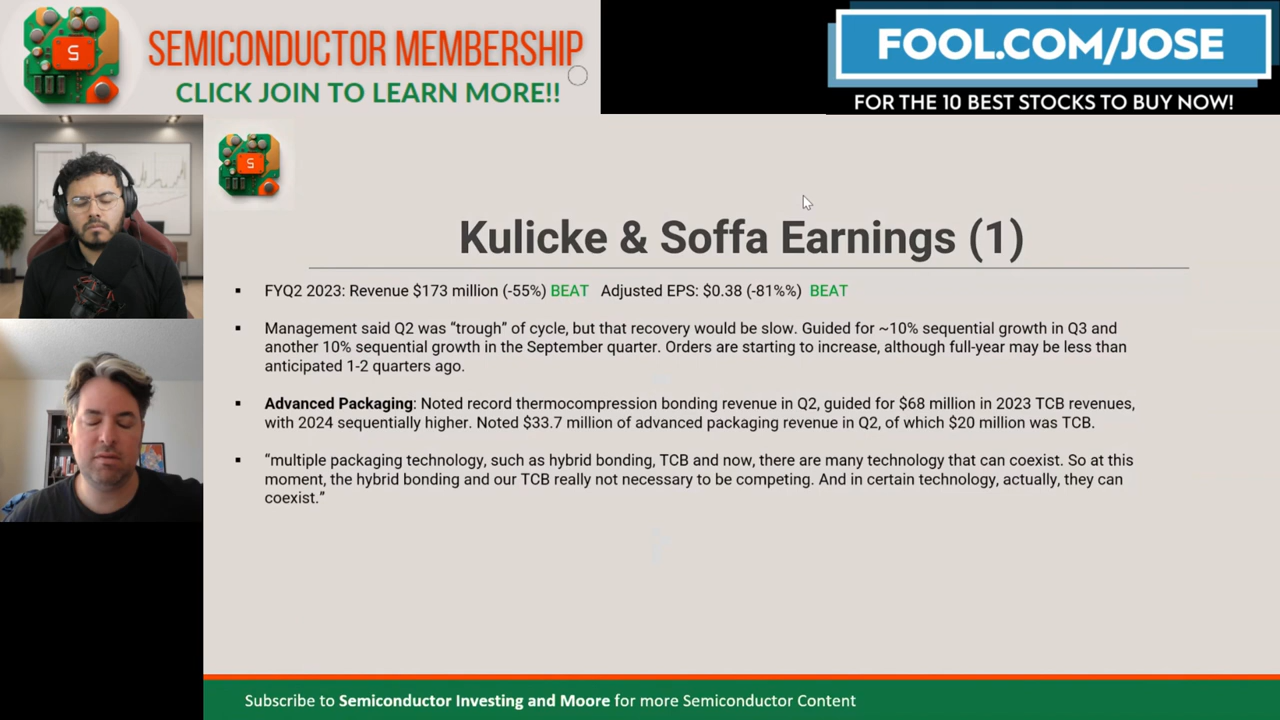 SEMICONDUCTOR MEMBERSHIP
CLICK JOIN TO LEARN MORE!!
FOOL.COM/JOSE
FOR THE 10 BEST STOCKS TO BUY NOW!
S
S
Kulicke & Soffa Earnings (1)
▪ FYQ2 2023: Revenue $173 million (-55%) BEAT Adjusted EPS: $0.38 (-81%%) BEAT
▪ Management said Q2 was “trough” of cycle, but that recovery would be slow. Guided for ~10% sequential growth in Q3 and
another 10% sequential growth in the September quarter. Orders are starting to increase, although full-year may be less than
anticipated 1-2 quarters ago.
▪ Advanced Packaging: Noted record thermocompression bonding revenue in Q2, guided for $68 million in 2023 TCB revenues,
with 2024 sequentially higher. Noted $33.7 million of advanced packaging revenue in Q2, of which $20 million was TCB.
▪ “multiple packaging technology, such as hybrid bonding, TCB and now, there are many technology that can coexist. So at this
moment, the hybrid bonding and our TCB really not necessary to be competing. And in certain technology, actually, they can
coexist.”
Subscribe to Semiconductor Investing and Moore for more Semiconductor Content